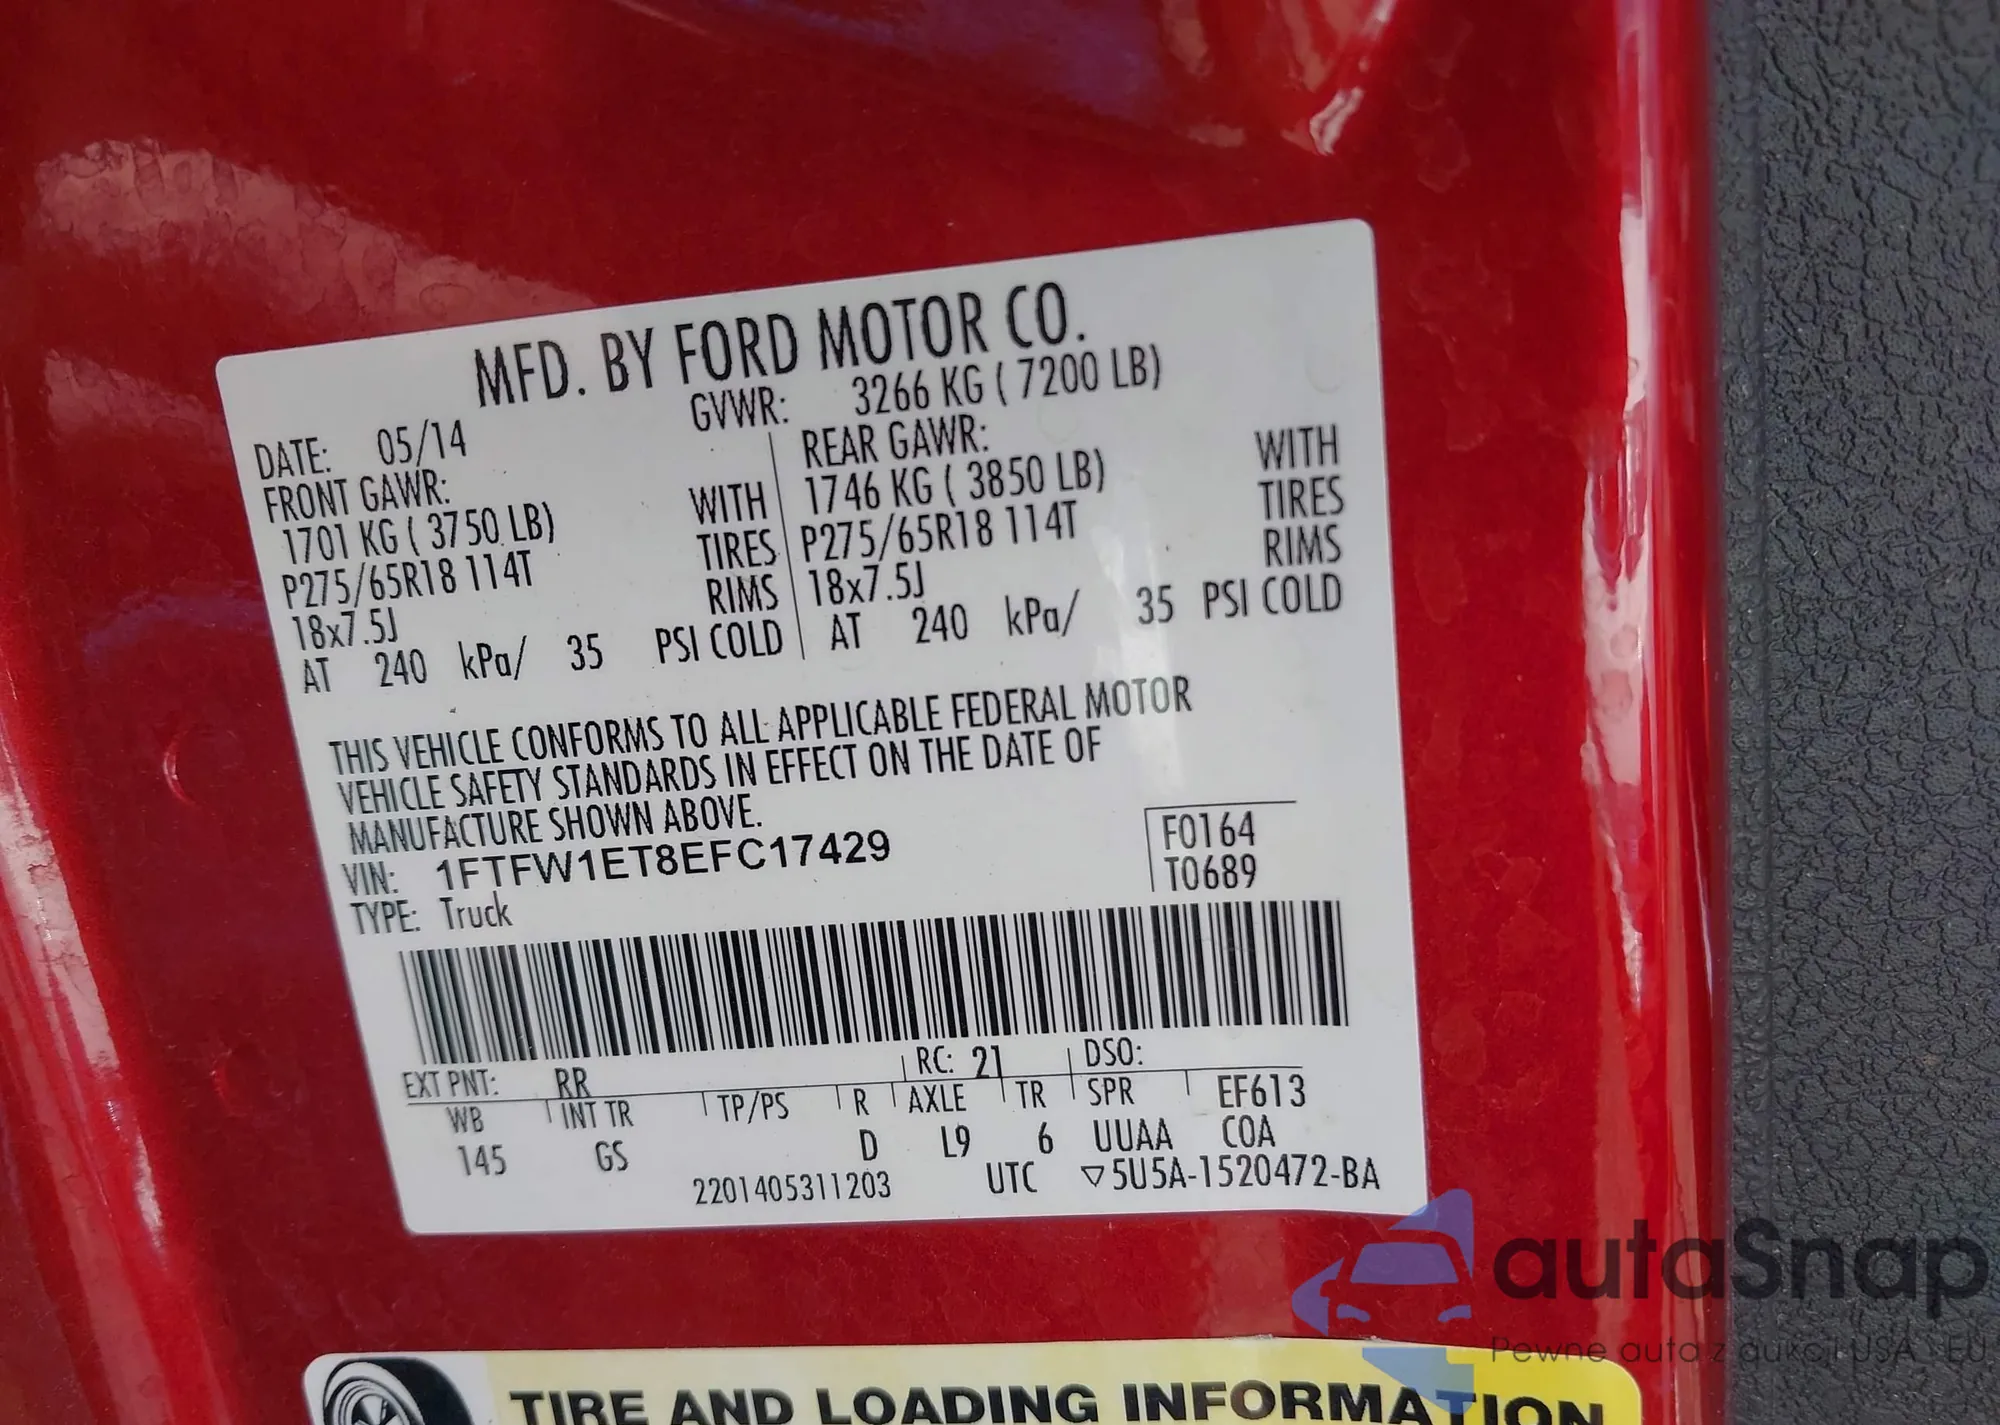 MFD. BY FORD MOTOR CO.
DATE: 05/14 GVWR: 3266 KG ( 7200 LB)
FRONT GAWR: REAR GAWR:
1701 KG ( 3750 LB) WITH 1746 KG ( 3850 LB) WITH
P275/65R18 114T TIRES P275/65R18 114T TIRES
18x7.5J RIMS 18x7.5J RIMS
AT 240 kPa/ 35 PSI COLD AT 240 kPa/ 35 PSI COLD
THIS VEHICLE CONFORMS TO ALL APPLICABLE FEDERAL MOTOR
VEHICLE SAFETY STANDARDS IN EFFECT ON THE DATE OF
MANUFACTURE SHOWN ABOVE.
VIN: 1FTFW1ET8EFC17429 F0164
TYPE: Truck T0689
EXT PNT: RR RC: 21 DSO:
WB INT TR TP/PS R AXLE TR SPR EF613
145 GS D L9 6 UUAA COA
2201405311203 UTC ▽5U5A-1520472-BA
autaSnap
Pewne auta z aukcji USA i EU
TIRE AND LOADING INFORMATION